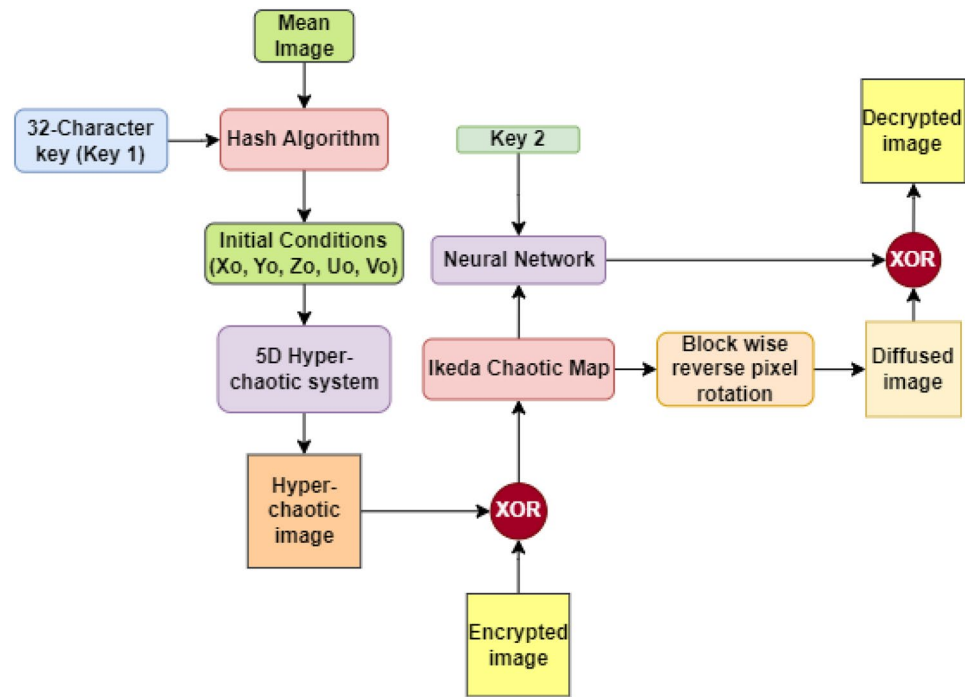 Mean
Image
32-Character
key (Key 1)
Hash Algorithm
Key 2
Decrypted
image
Initial Conditions
(Xo, Yo, Zo, Uo, Vo)
Neural Network
XOR
5D Hyper-
chaotic system
Ikeda Chaotic Map
Block wise
reverse pixel
rotation
Diffused
image
Hyper-
chaotic
image
XOR
Encrypted
image